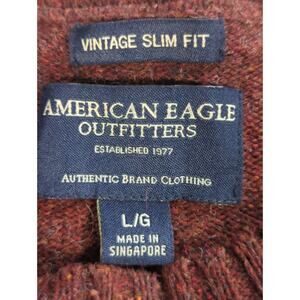 VINTAGE SLIM FIT
AMERICAN EAGLE
OUTFITTERS
ESTABLISHED 1977
AUTHENTIC BRAND CLOTHING
L/G
MADE IN
SINGAPORE